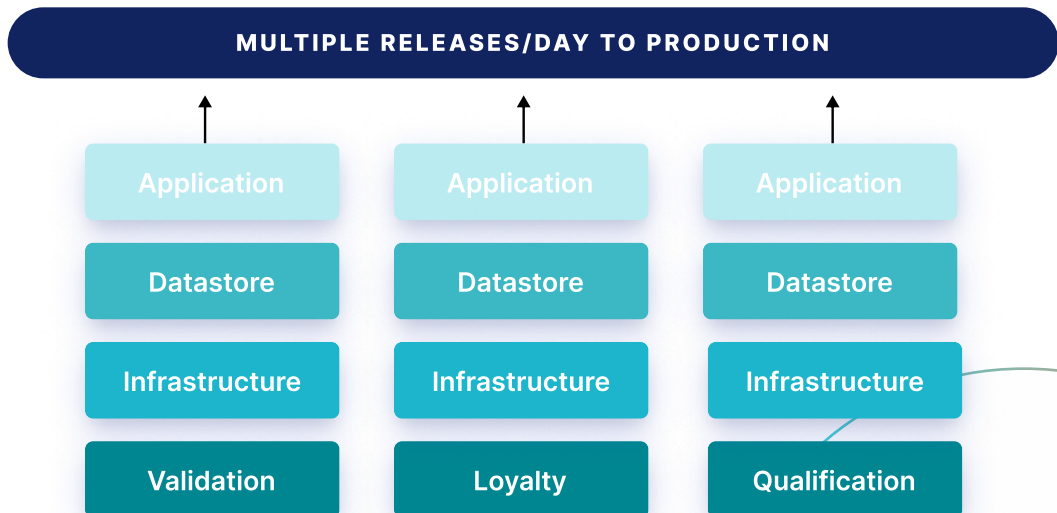 MULTIPLE RELEASES/DAY TO PRODUCTION
Application Application Application
Datastore Datastore Datastore
Infrastructure Infrastructure Infrastructure
Validation Loyalty Qualification